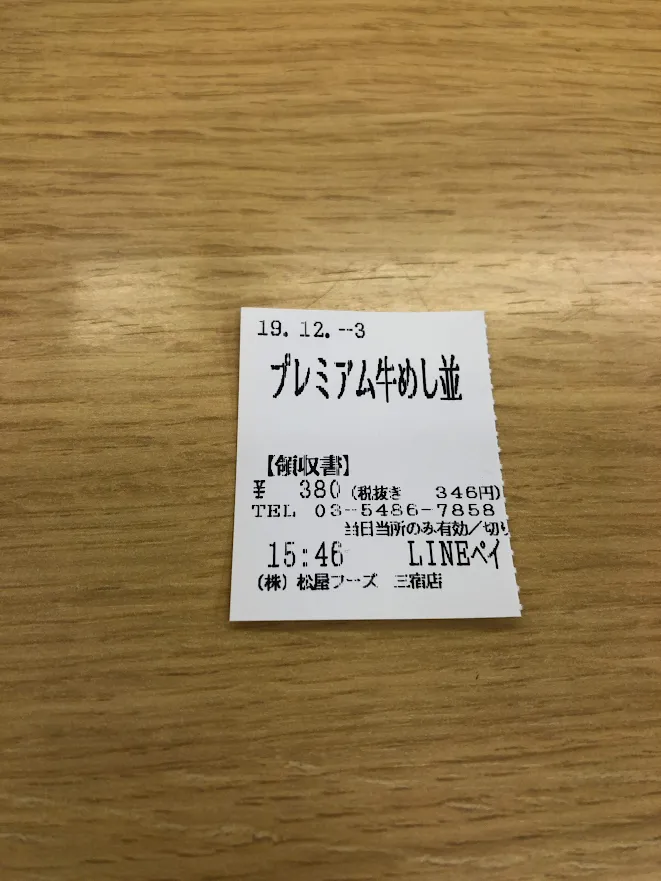 19.12.--3
プレミアム牛めし並
【領収書】
¥ 380 (税抜き 346円)
TEL 03-5486-7858
当日当所のみ有効/切り
15:46 LINEペイ
(株) 松屋フーズ 三宿店